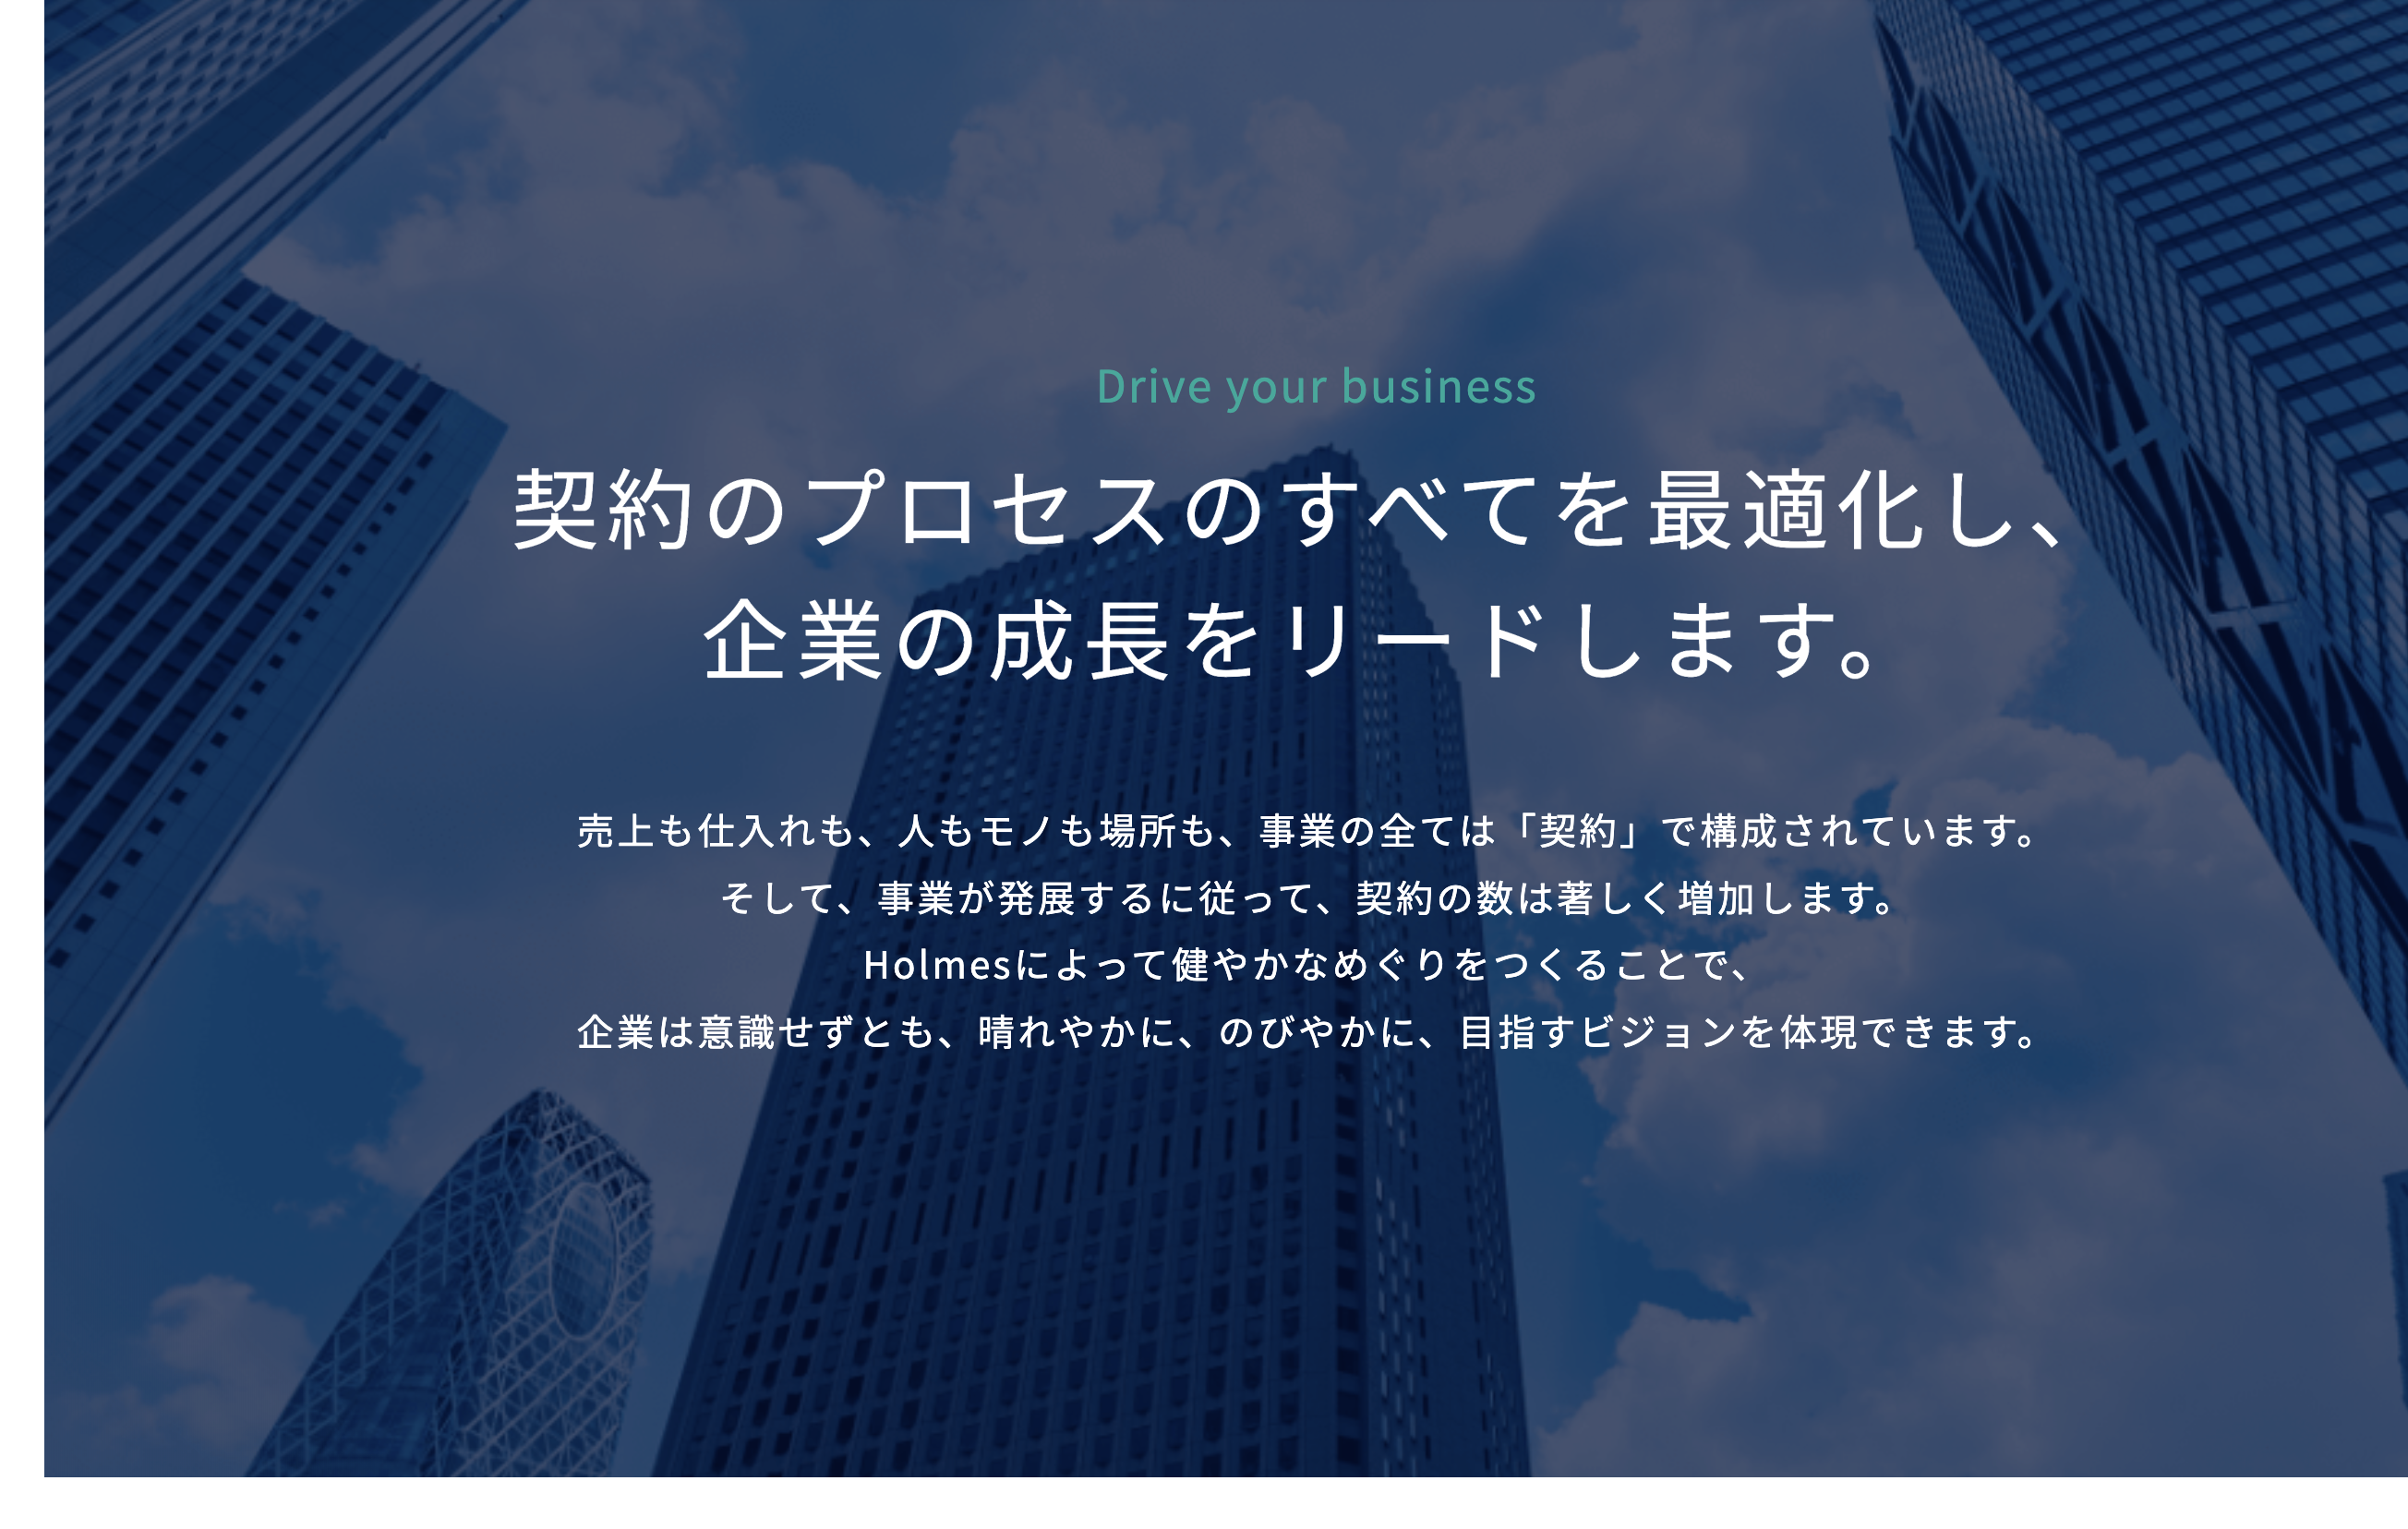 Drive your business
契約のプロセスのすべてを最適化し、
企業の成長をリードします。
売上も仕入れも、人もモノも場所も、事業の全ては「契約」で構成されています。
そして、事業が発展するに従って、契約の数は著しく増加します。
Holmesによって健やかなめぐりをつくることで、
企業は意識せずとも、晴れやかに、のびやかに、目指すビジョンを体現できます。